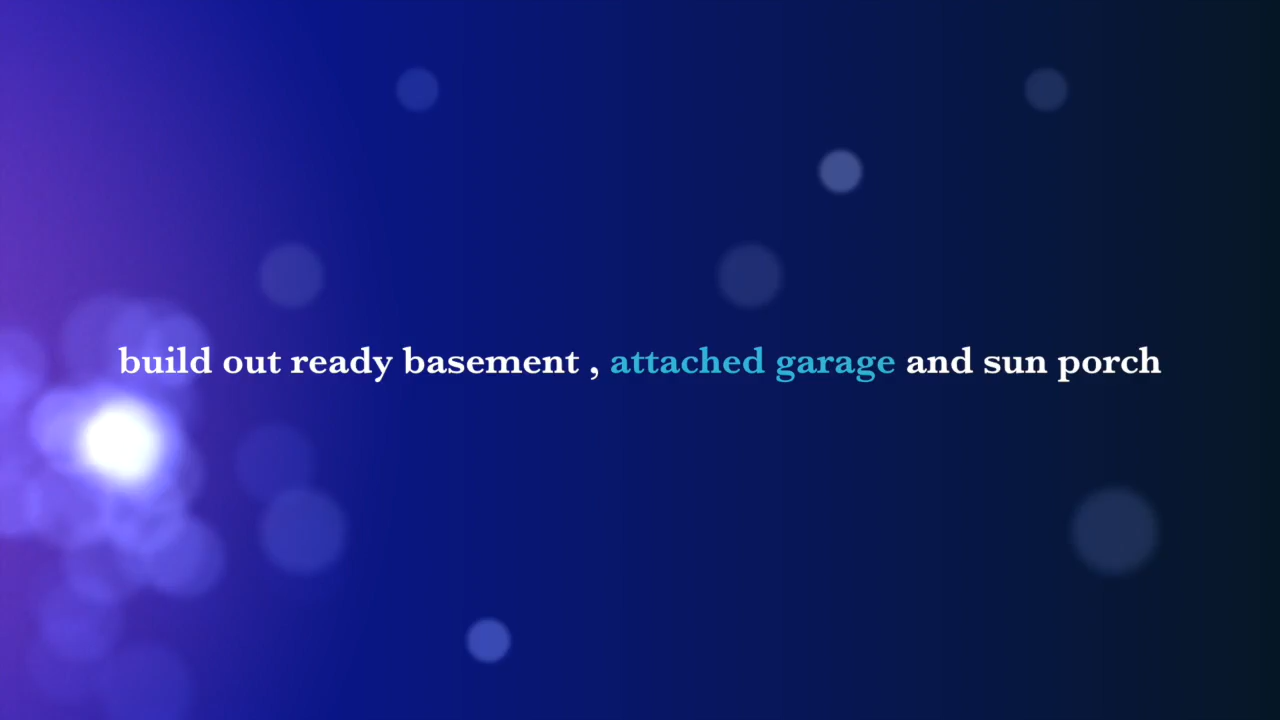 build out ready basement , attached garage and sun porch